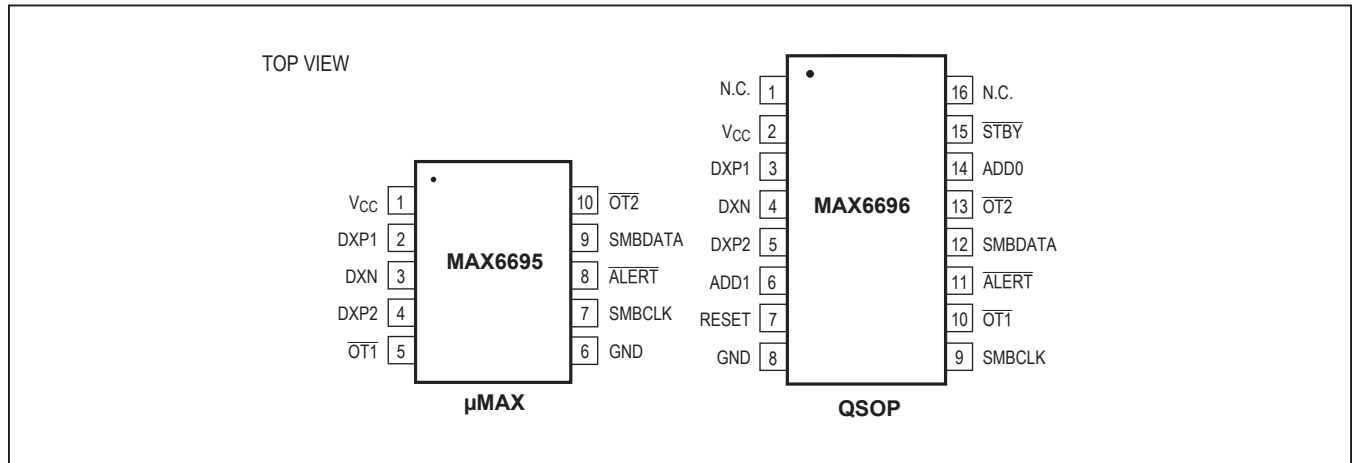 TOP VIEW
VCC 1
DXP1 2
DXN 3
DXP2 4
OT1 5
MAX6695
10 OT2
9 SMBDATA
8 ALERT
7 SMBCLK
6 GND
µMAX
N.C. 1
VCC 2
DXP1 3
DXN 4
DXP2 5
ADD1 6
RESET 7
GND 8
MAX6696
16 N.C.
15 STBY
14 ADD0
13 OT2
12 SMBDATA
11 ALERT
10 OT1
9 SMBCLK
QSOP